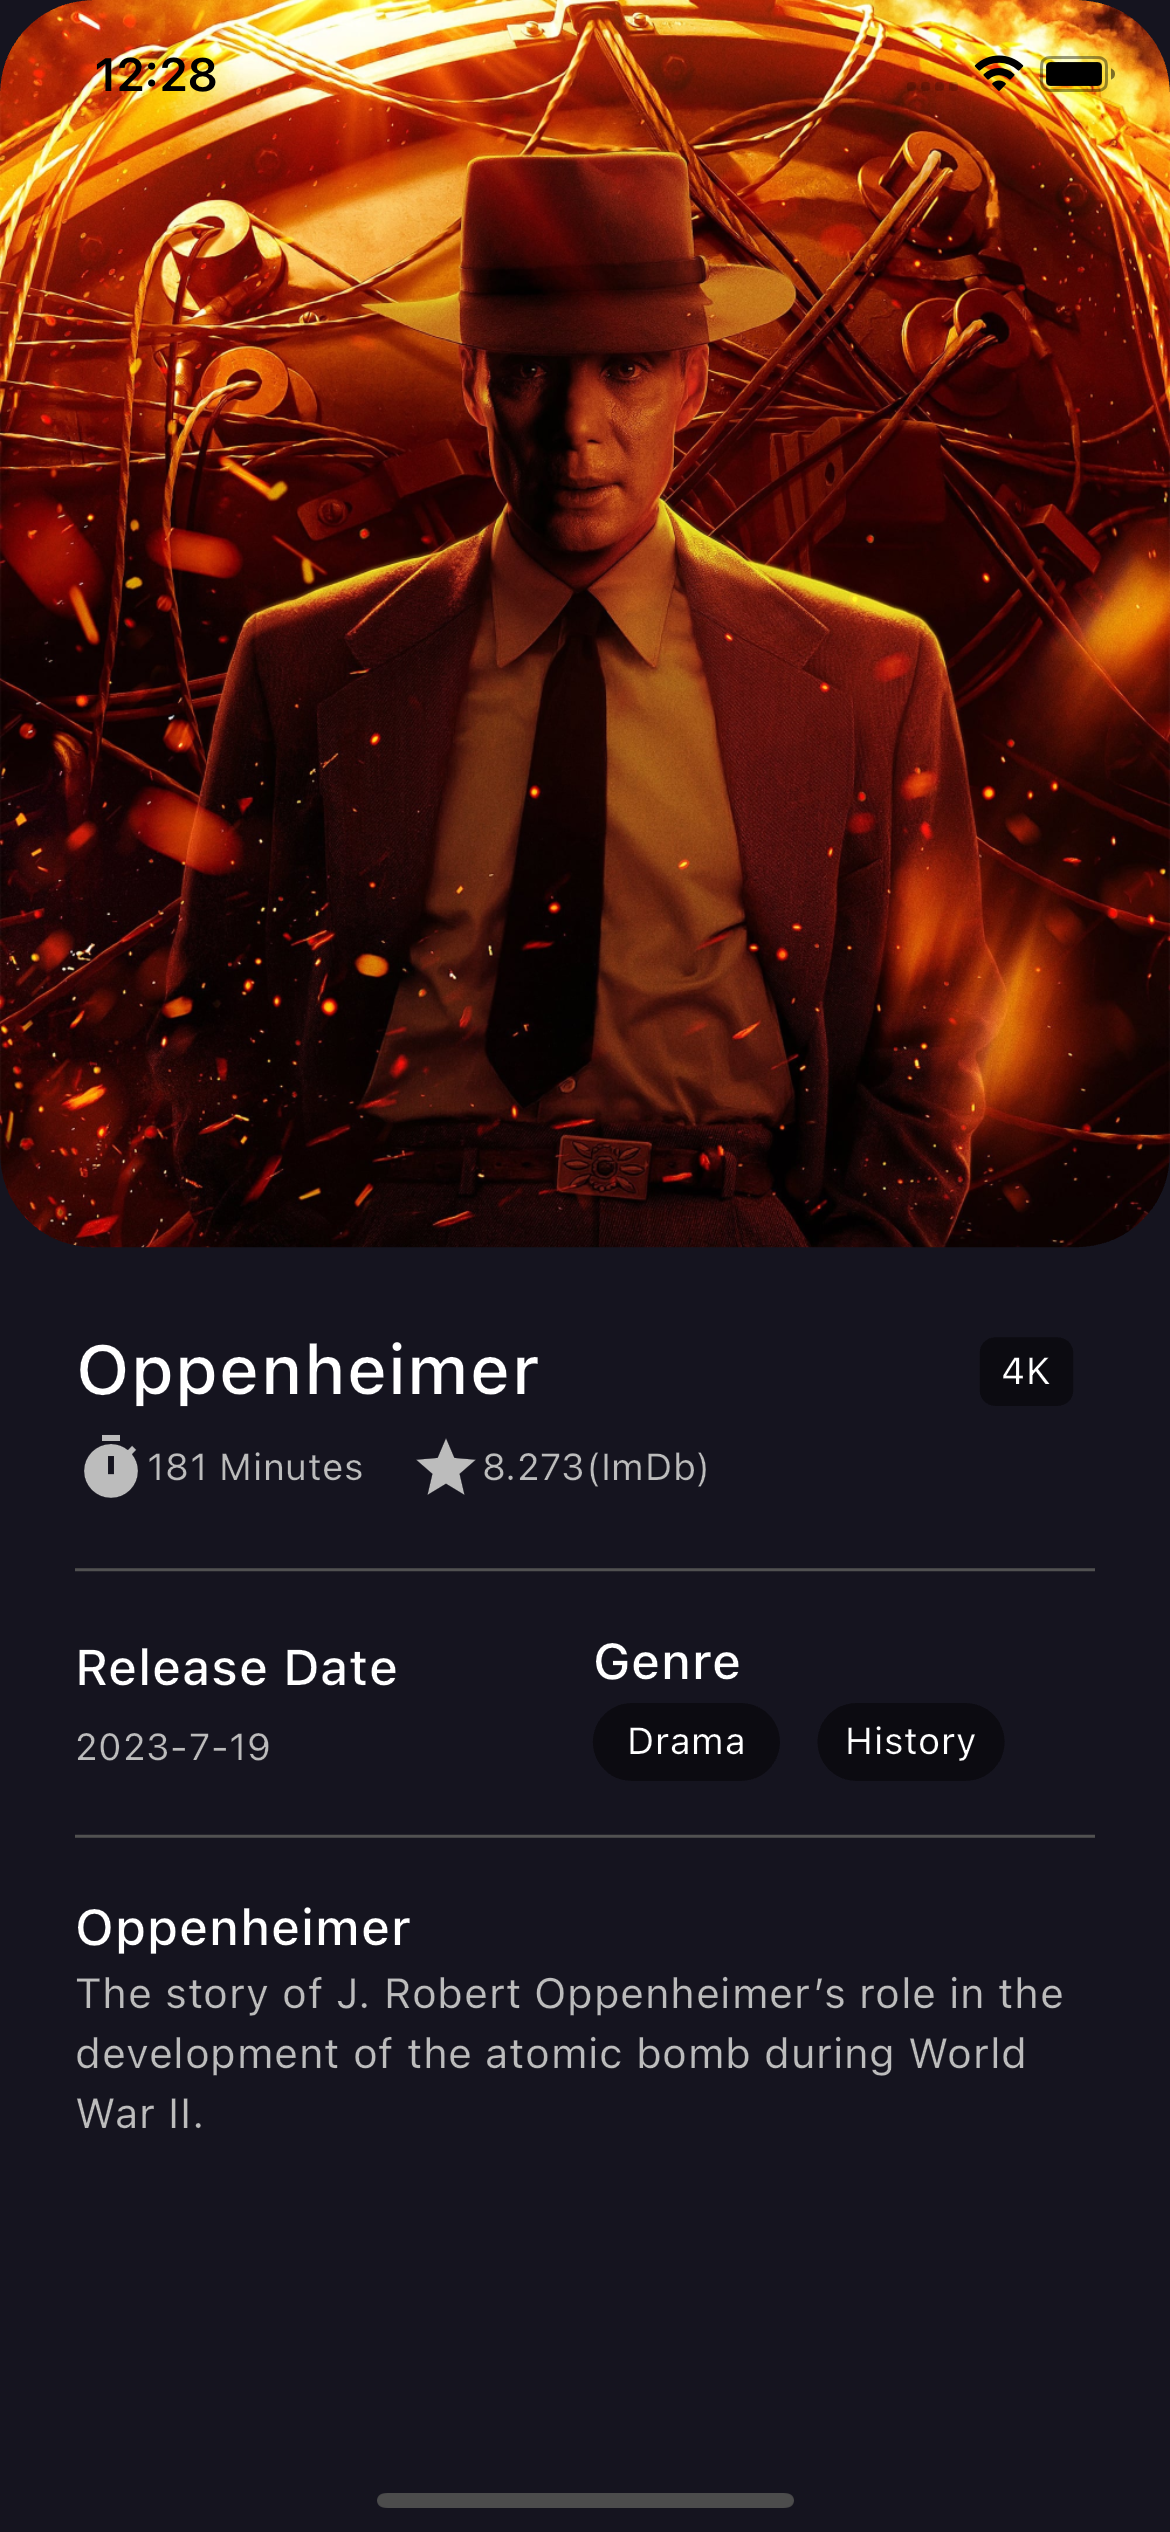 12:28
Oppenheimer
4K
181 Minutes
8.273(ImDb)
Release Date
Genre
2023-7-19
Drama
History
Oppenheimer
The story of J. Robert Oppenheimer’s role in the
development of the atomic bomb during World
War II.